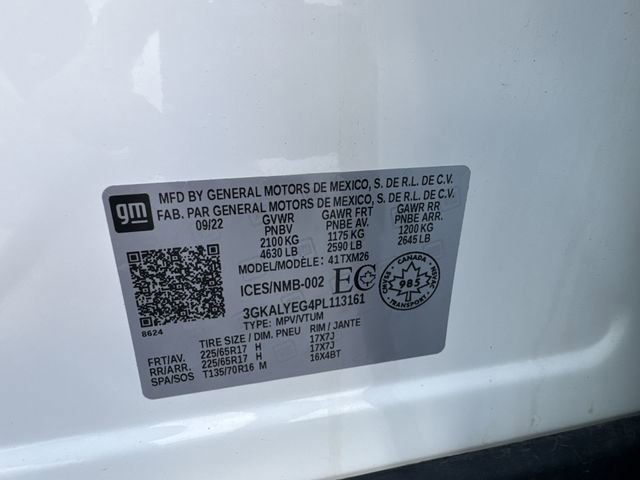 gm
MFD BY GENERAL MOTORS DE MEXICO, S. DE R.L. DE C.V.
FAB. PAR GENERAL MOTORS DE MEXICO, S. DE R.L. DE C.V.
09/22 GVWR GAWR FRT GAWR RR
PNBV PNBE AV. PNBE ARR.
2100 KG 1175 KG 1200 KG
4630 LB 2590 LB 2645 LB
MODEL/MODÈLE: 41TXM26
ICES/NMB-002 EC
CANADA
985
3GKALYEG4PL113161
8624
TYPE: MPV/VTUM
TIRE SIZE / DIM. PNEU RIM / JANTE
FRT/AV. 225/65R17 H 17X7J
RR/ARR. 225/65R17 H 17X7J
SPA/SOS T135/70R16 M 16X4BT